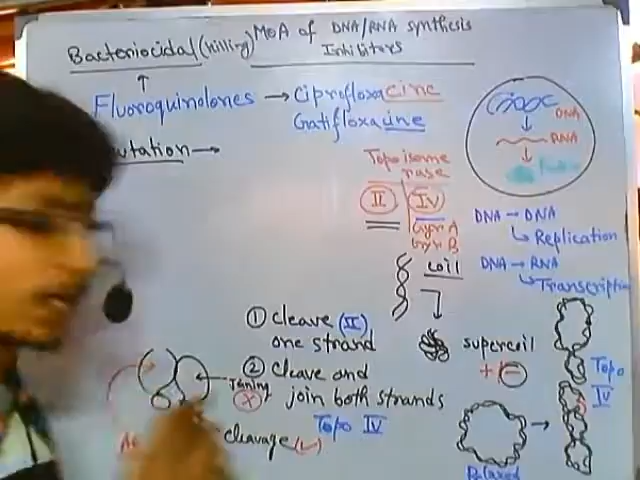 Bacteriocidal (killing) MOA of DNA/RNA synthesis
Inhibitors
↑
Fluoroquinolones → Ciprofloxacine
Gatifloxacine
utation →
DNA
RNA
Topoisome
rase
II IV
Gyr A
Gyr B
DNA → DNA
↳ Replication
DNA → RNA
↳ Transcription
coil
① Cleave (II)
one strand
② Cleave and
join both strands
Topo IV
supercoil
+ -
Topo
IV
Joining
(x)
cleavage (✓)
Relaxed